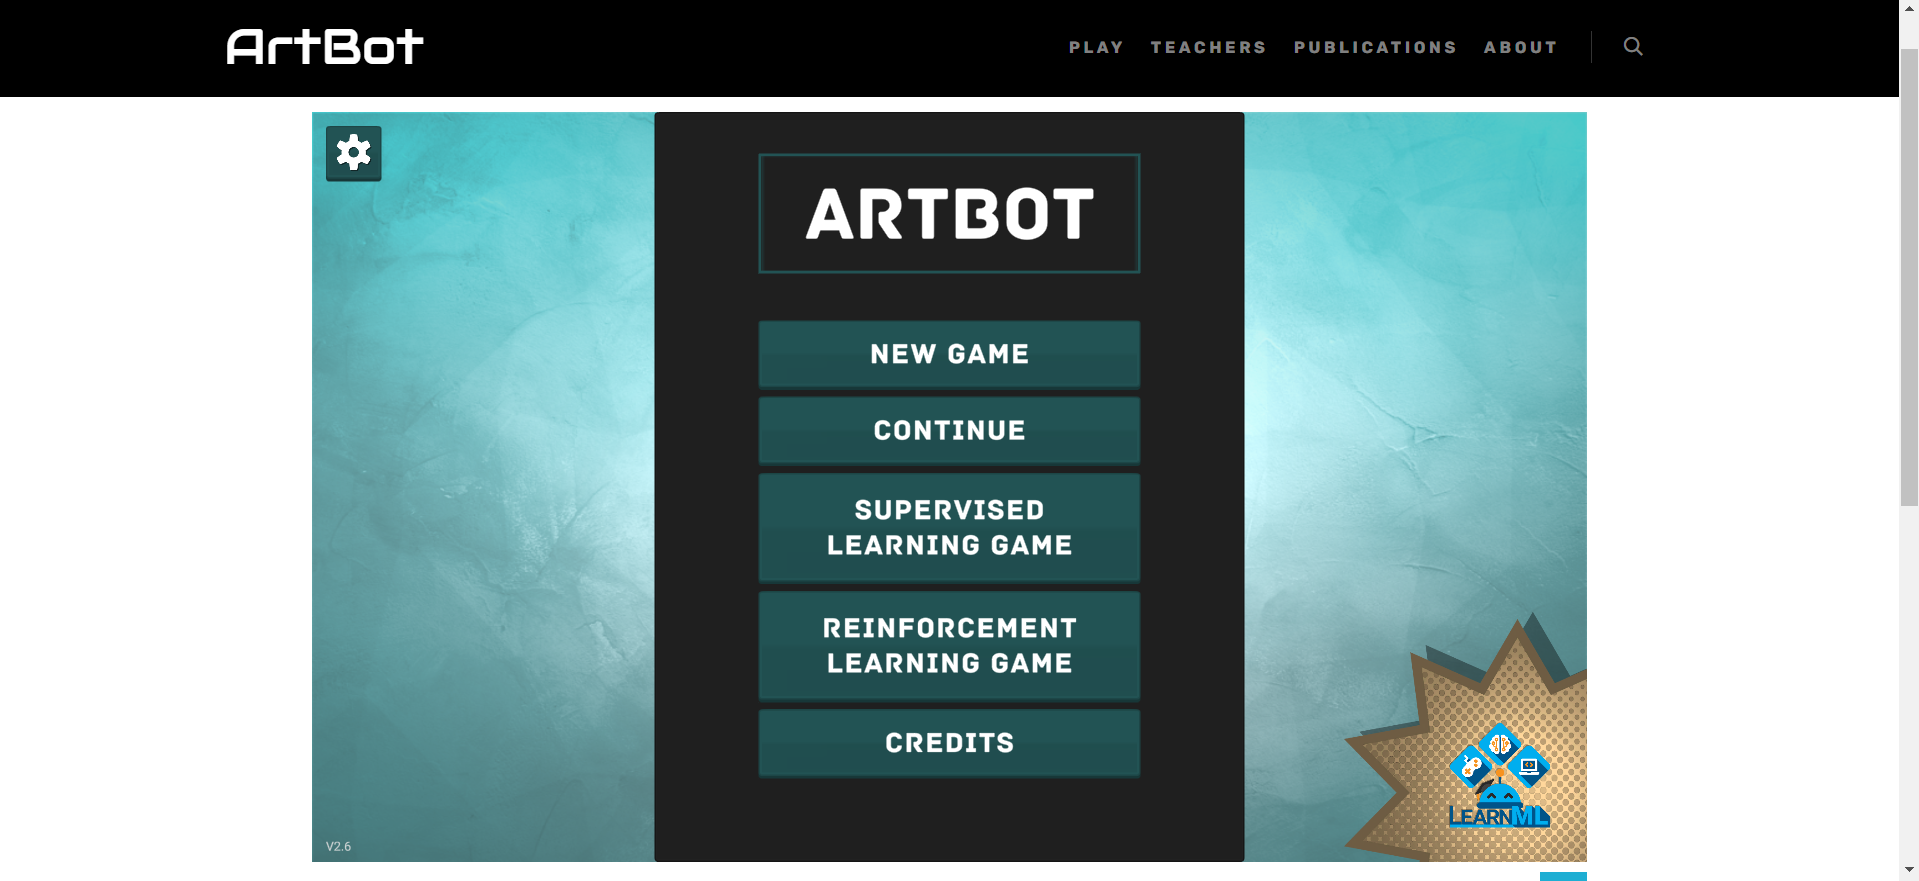 ArtBot
PLAY TEACHERS PUBLICATIONS ABOUT
ARTBOT
NEW GAME
CONTINUE
SUPERVISED
LEARNING GAME
REINFORCEMENT
LEARNING GAME
CREDITS
LEARNML
V2.6